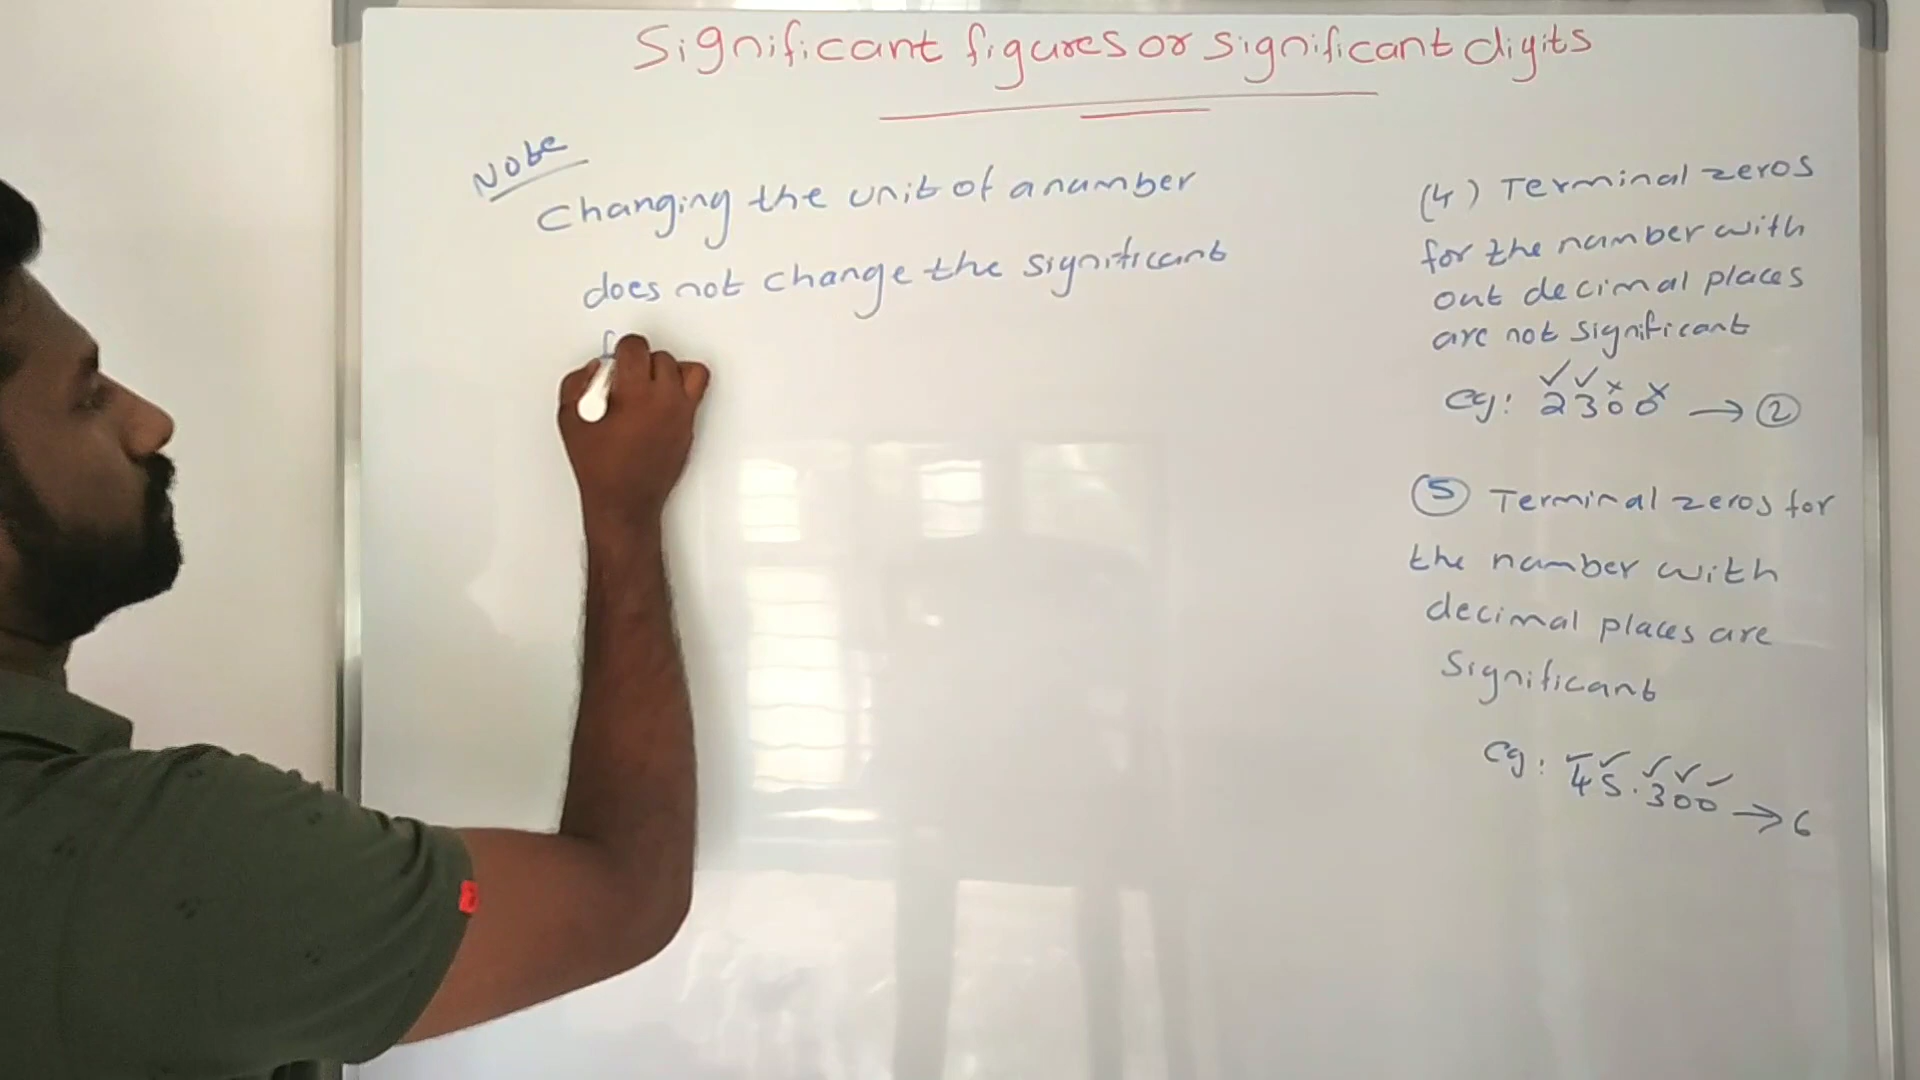 Significant figures or significant digits
Note
Changing the unit of a number
does not change the significant
f
(4) Terminal zeros
for the number with
out decimal places
are not significant
eg: 2300 → 2
5 Terminal zeros for
the number with
decimal places are
Significant
eg: 45.300 → 6